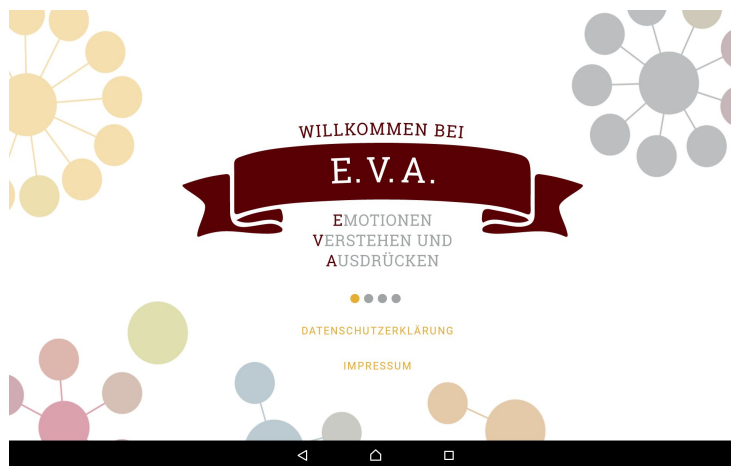 WILLKOMMEN BEI
E.V.A.
EMOTIONEN
VERSTEHEN UND
AUSDRÜCKEN
DATENSCHUTZERKLÄRUNG
IMPRESSUM